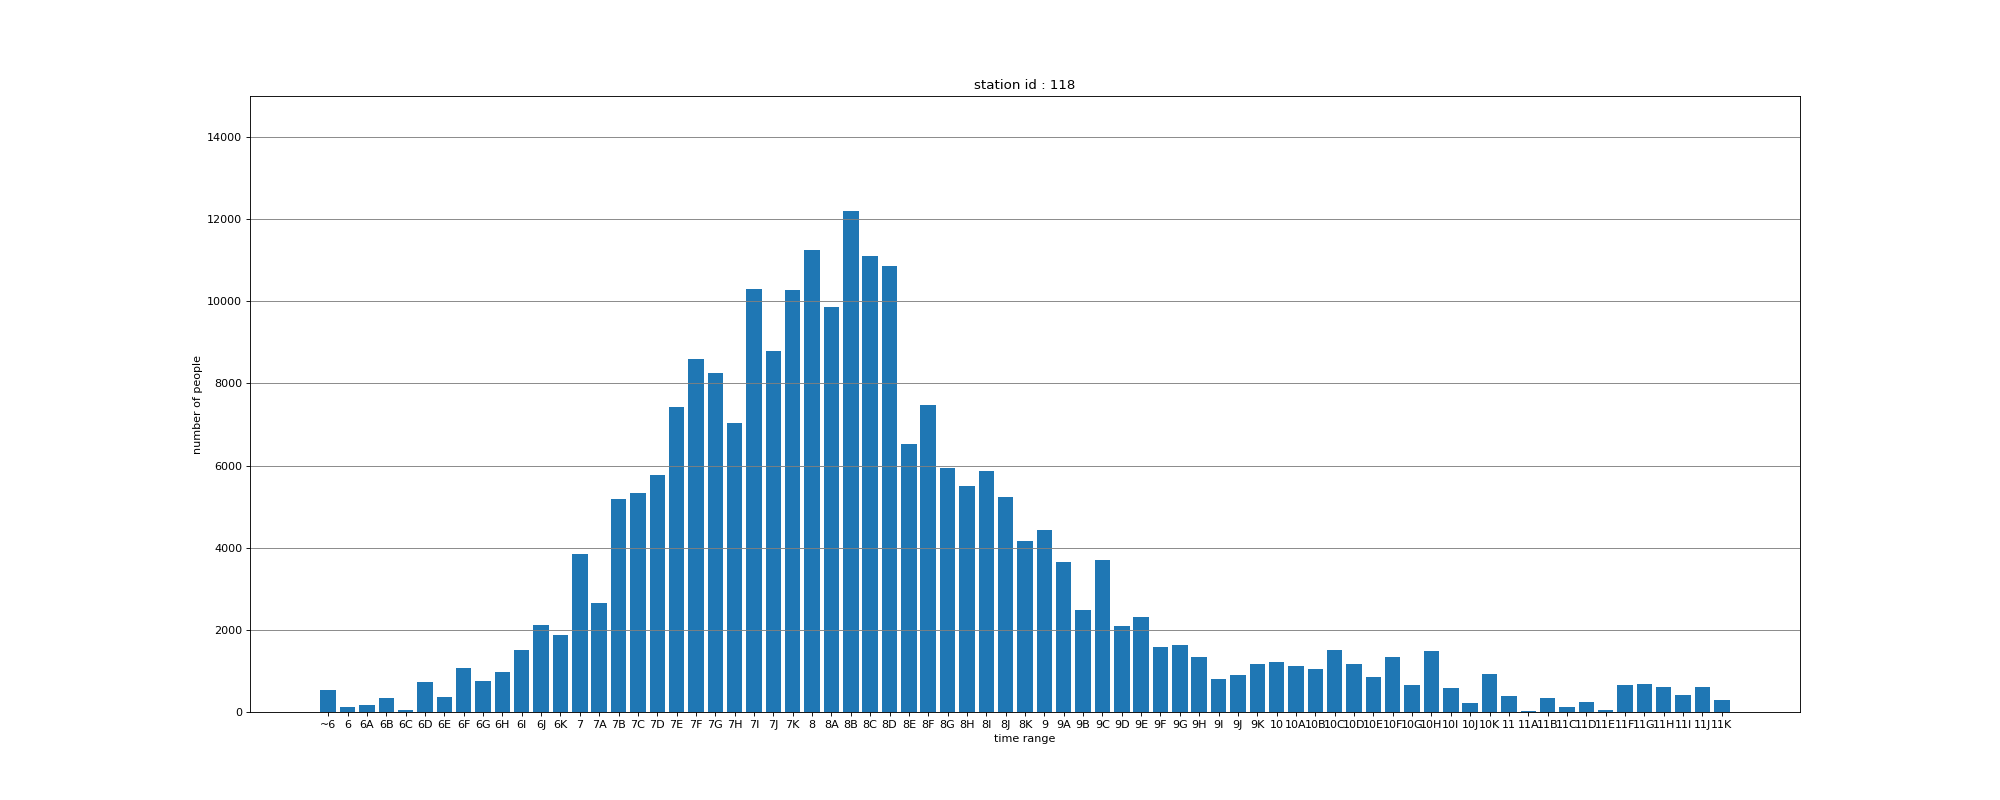 station id : 118
14000
12000
10000
8000
6000
4000
2000
0
number of people
~6 6 6A 6B 6C 6D 6E 6F 6G 6H 6I 6J 6K 7 7A 7B 7C 7D 7E 7F 7G 7H 7I 7J 7K 8 8A 8B 8C 8D 8E 8F 8G 8H 8I 8J 8K 9 9A 9B 9C 9D 9E 9F 9G 9H 9I 9J 9K 10 10A 10B 10C 10D 10E 10F 10G 10H 10I 10J 10K 11 11A 11B 11C 11D 11E 11F 11G 11H 11I 11J 11K
time range